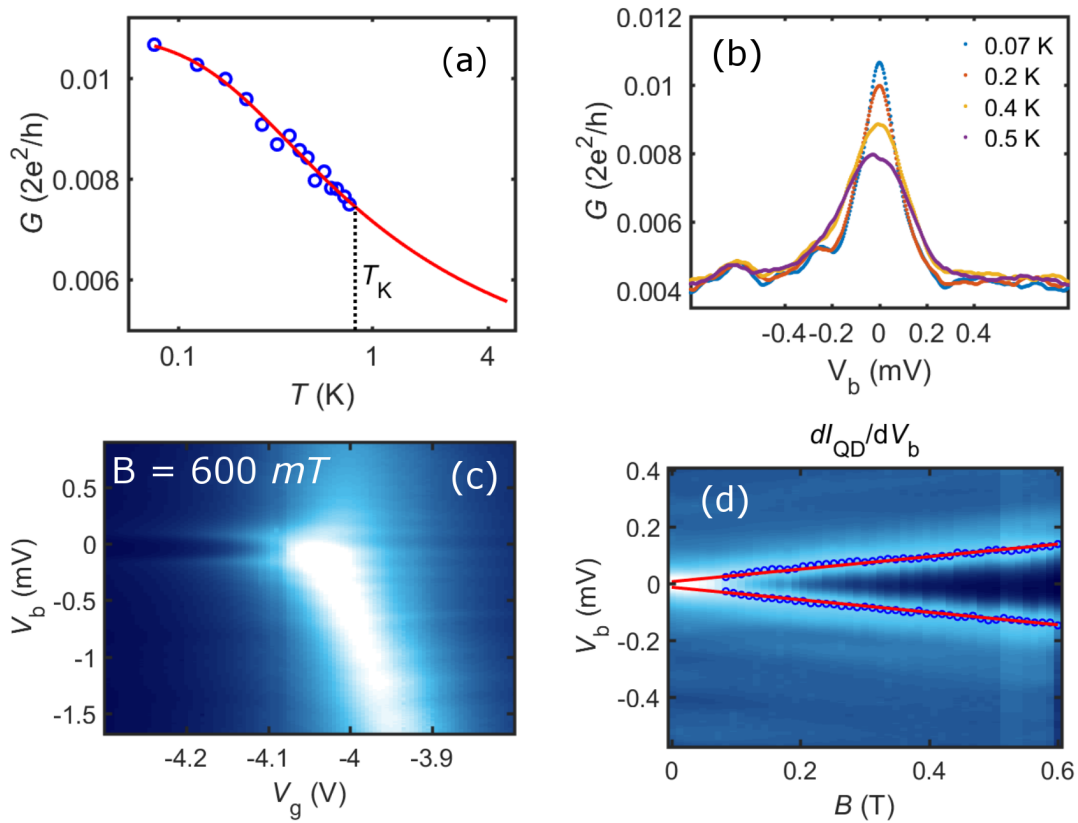 (a)
G (2e²/h)
0.01
0.008
0.006
T_K
0.1
1
4
T (K)
(b)
0.07 K
0.2 K
0.4 K
0.5 K
G (2e²/h)
0.012
0.01
0.008
0.006
0.004
-0.4
-0.2
0
0.2
0.4
V_b (mV)
B = 600 mT
(c)
V_b (mV)
0.5
0
-0.5
-1
-1.5
-4.2
-4.1
-4
-3.9
V_g (V)
dI_QD/dV_b
(d)
V_b (mV)
0.4
0.2
0
-0.2
-0.4
0
0.2
0.4
0.6
B (T)